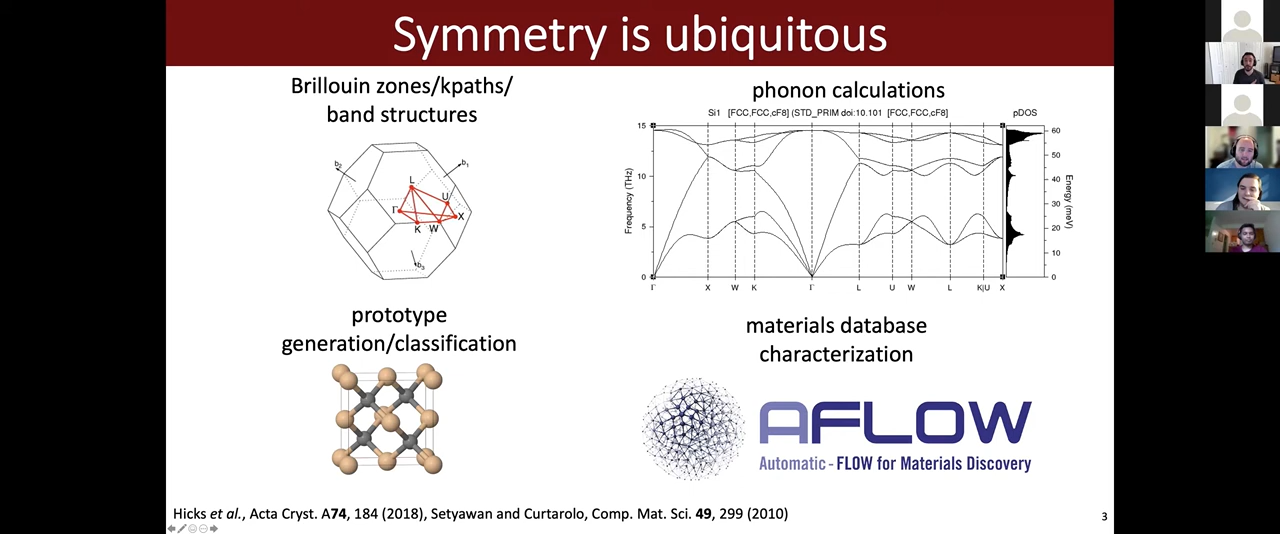 Symmetry is ubiquitous
Brillouin zones/kpaths/
band structures
b2
b1
L
U
Γ
X
K
W
b3
phonon calculations
Si1 [FCC,FCC,cF8] (STD_PRIM doi:10.101 [FCC,FCC,cF8]
pDOS
Frequency (THz)
15
10
5
0
60
50
40
30
20
10
0
Energy (meV)
Γ X W K Γ L U W L K|U X
prototype
generation/classification
materials database
characterization
AFLOW
Automatic - FLOW for Materials Discovery
Hicks et al., Acta Cryst. A74, 184 (2018), Setyawan and Curtarolo, Comp. Mat. Sci. 49, 299 (2010)
3